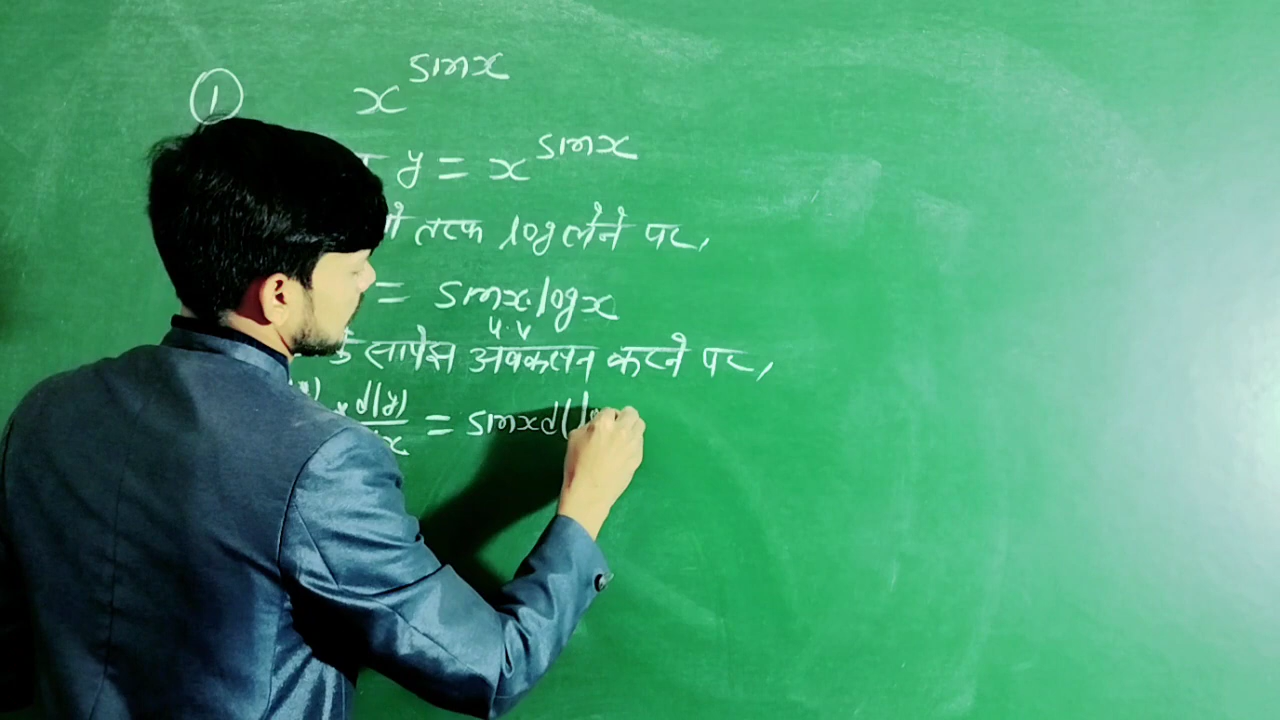 ① x^sinx
y = x^sinx
तरफ log लेने पर,
= sinx.logx
u.v
सापेक्ष अवकलन करने पर,
× d(y) = sinx d(